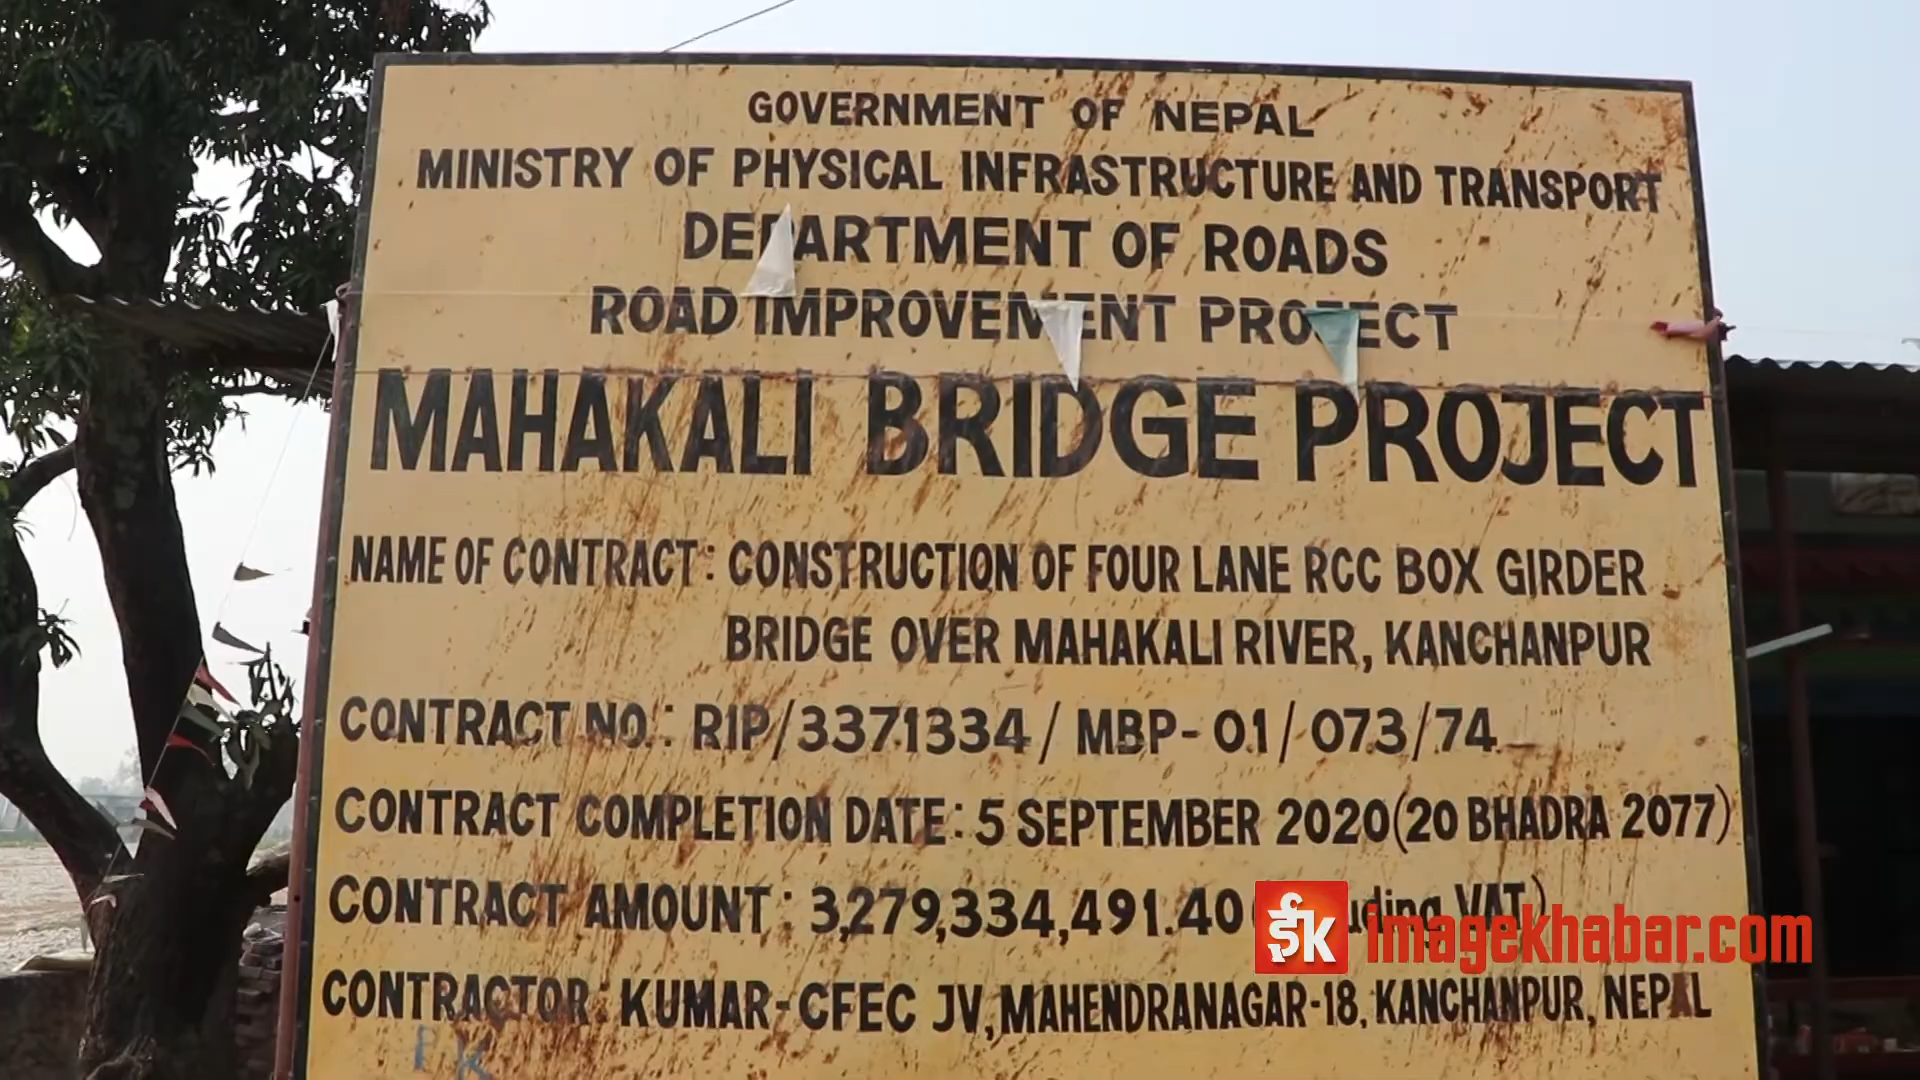 GOVERNMENT OF NEPAL
MINISTRY OF PHYSICAL INFRASTRUCTURE AND TRANSPORT
DEPARTMENT OF ROADS
ROAD IMPROVEMENT PROJECT
MAHAKALI BRIDGE PROJECT
NAME OF CONTRACT: CONSTRUCTION OF FOUR LANE RCC BOX GIRDER
BRIDGE OVER MAHAKALI RIVER, KANCHANPUR
CONTRACT NO.: RIP/3371334/MBP-01/073/74
CONTRACT COMPLETION DATE: 5 SEPTEMBER 2020(20 BHADRA 2077)
CONTRACT AMOUNT: 3,279,334,491.40 VAT)
imagekhabar.com
CONTRACTOR: KUMAR-CFEC JV, MAHENDRANAGAR-18, KANCHANPUR, NEPAL